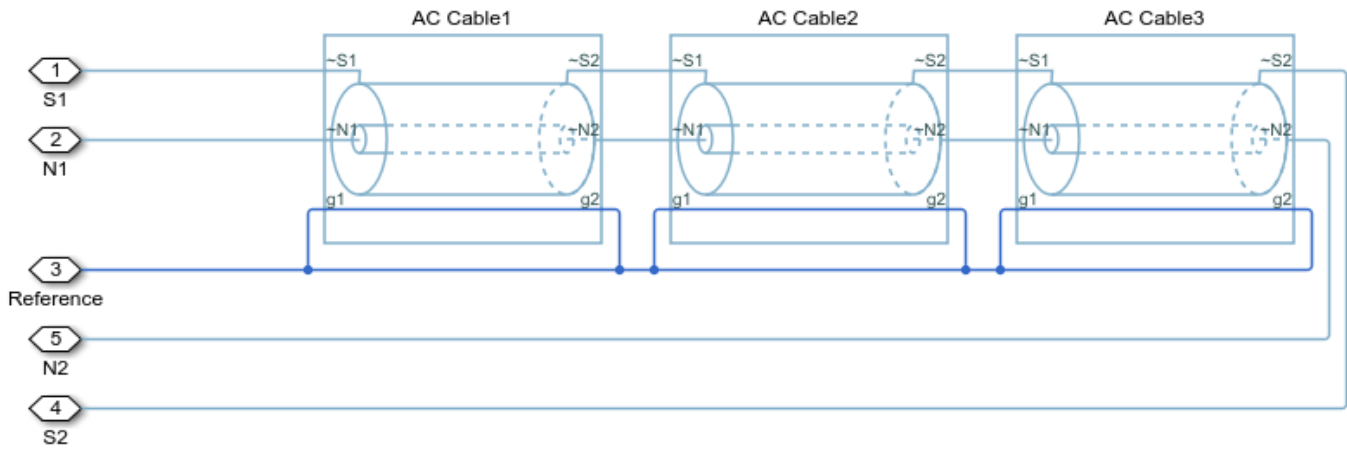 AC Cable1 AC Cable2 AC Cable3
~S1 ~S2 ~S1 ~S2 ~S1 ~S2
1
S1
~N1 ~N2 ~N1 ~N2 ~N1 ~N2
2
N1
g1 g2 g1 g2 g1 g2
3
Reference
5
N2
4
S2